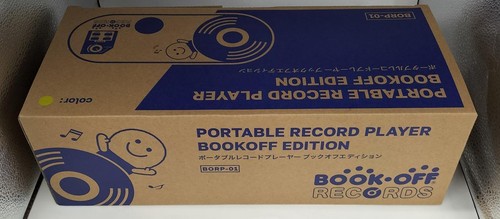 BORP-01
BOOK-OFF
RECORDS
PORTABLE RECORD PLAYER
BOOKOFF EDITION
ポータブルレコードプレーヤー ブックオフエディション
color:
PORTABLE RECORD PLAYER
BOOKOFF EDITION
ポータブルレコードプレーヤー ブックオフエディション
BORP-01
BOOK-OFF
RECORDS